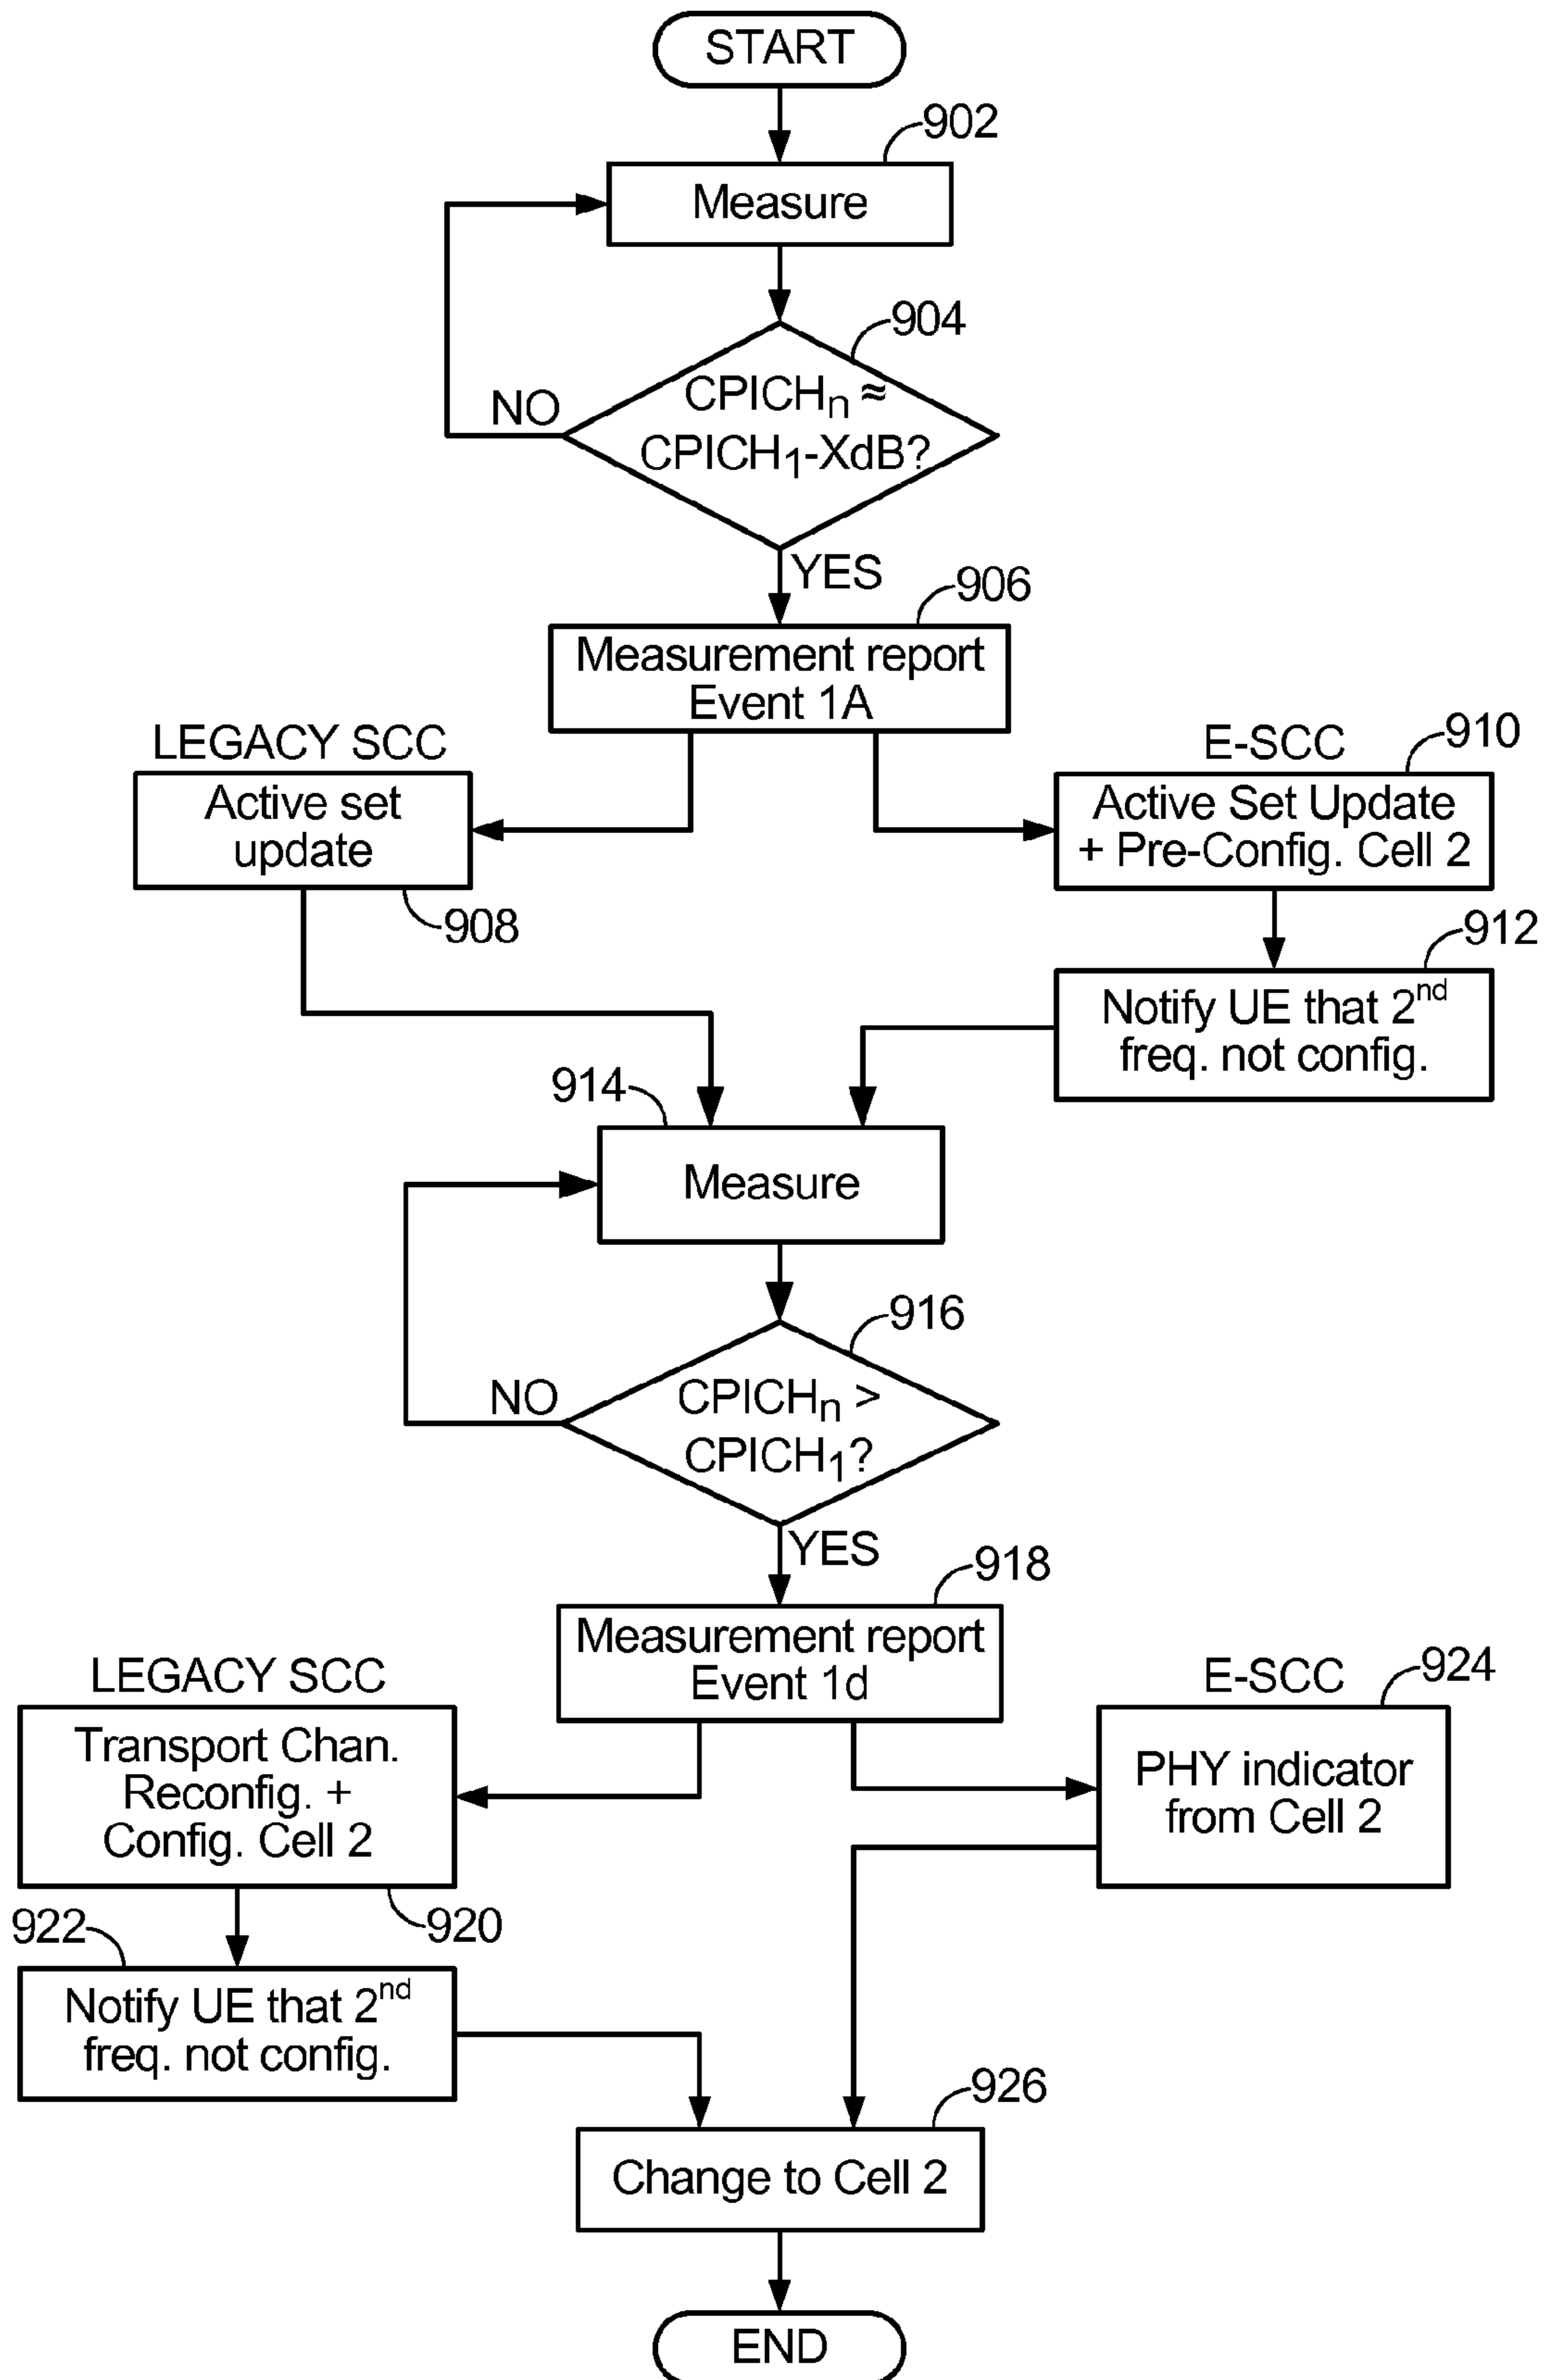 START
902
Measure
904
CPICHn ≈
CPICH1-XdB?
NO
YES
906
Measurement report
Event 1A
LEGACY SCC
Active set
update
908
E-SCC
910
Active Set Update
+ Pre-Config. Cell 2
912
Notify UE that 2nd
freq. not config.
914
Measure
916
CPICHn >
CPICH1?
NO
YES
918
Measurement report
Event 1d
LEGACY SCC
Transport Chan.
Reconfig. +
Config. Cell 2
920
E-SCC
924
PHY indicator
from Cell 2
922
Notify UE that 2nd
freq. not config.
926
Change to Cell 2
END